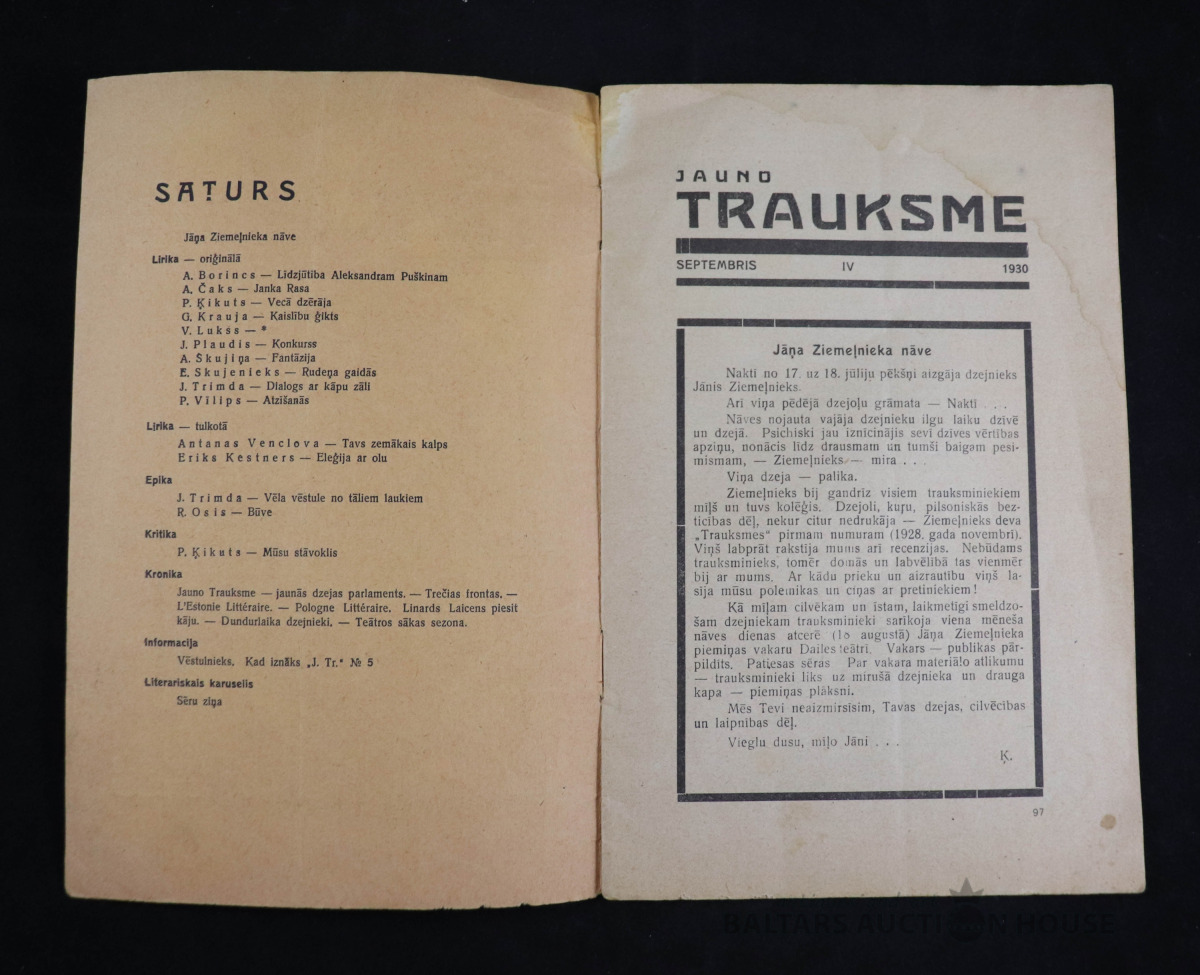 SATURS
Jāņa Ziemeļnieka nāve
Lirika — oriģinālā
A. Borincs — Līdzjūtība Aleksandram Puškinam
A. Čaks — Janka Rasa
P. Ķikuts — Vecā dzērāja
G. Krauja — Kaislību ģikts
V. Lukss — *
J. Plaudis — Konkurss
A. Skujiņa — Fantāzija
E. Skujenieks — Rudeņa gaidās
J. Trimda — Dialogs ar kāpu zāli
P. Vīlips — Atzišanās
Lirika — tulkotā
Antanas Venclova — Tavs zemākais kalps
Eriks Kestners — Eleģija ar olu
Epika
J. Trimda — Vēla vēstule no tāliem laukiem
R. Osis — Būve
Kritika
P. Ķikuts — Mūsu stāvoklis
Kronika
Jauno Trauksme — jaunās dzejas parlaments. — Trečias frontas. —
L'Estonie Littéraire. — Pologne Littéraire. Linards Laicens piesit
kāju. — Dundurlaika dzejnieki. — Teātros sākas sezona.
Informacija
Vēstulnieks. Kad iznāks „J. Tr." № 5
Literariskais karuselis
Sēru ziņa
JAUNO
TRAUKSME
SEPTEMBRIS IV 1930
Jāņa Ziemeļnieka nāve
Naktī no 17. uz 18. jūliju pēkšņi aizgāja dzejnieks
Jānis Ziemeļnieks.
Arī viņa pēdējā dzejoļu grāmata — Naktī . . .
Nāves nojauta vajāja dzejnieku ilgu laiku dzīvē
un dzejā. Psichiski jau iznīcinājis sevī dzīves vērtības
apziņu, nonācis līdz drausmam un tumši baigam pesi-
mismam, — Ziemeļnieks — mira . . .
Viņa dzeja — palika.
Ziemeļnieks bij gandrīz visiem trauksminiekiem
mīļš un tuvs kolēģis. Dzejoli, kuŗu, pilsoniskās bez-
ticības dēļ, nekur citur nedrukāja — Ziemeļnieks deva
„Trauksmes" pirmam numuram (1928. gada novembrī).
Viņš labprāt rakstīja mums arī recenzijas. Nebūdams
trauksminieks, tomēr domās un labvēlībā tas vienmēr
bij ar mums. Ar kādu prieku un aizrautību viņš la-
sīja mūsu polemikas un cīņas ar pretiniekiem!
Kā mīļam cilvēkam un īstam, laikmetīgi smeldzo-
šam dzejniekam trauksminieki sarīkoja viena mēneša
nāves dienas atcerē (18 augustā) Jāņa Ziemeļnieka
piemiņas vakaru Dailes teātrī. Vakars — publikas pār-
pildīts. Patiesas sēras Par vakara materiālo atlikumu
— trauksminieki liks uz mirušā dzejnieka un drauga
kapa — piemiņas plāksni.
Mēs Tevi neaizmirsīsim, Tavas dzejas, cilvēcības
un laipnības dēļ.
Vieglu dusu, mīļo Jāni . . .
Ķ.
97
BALTARS AUCTION HOUSE